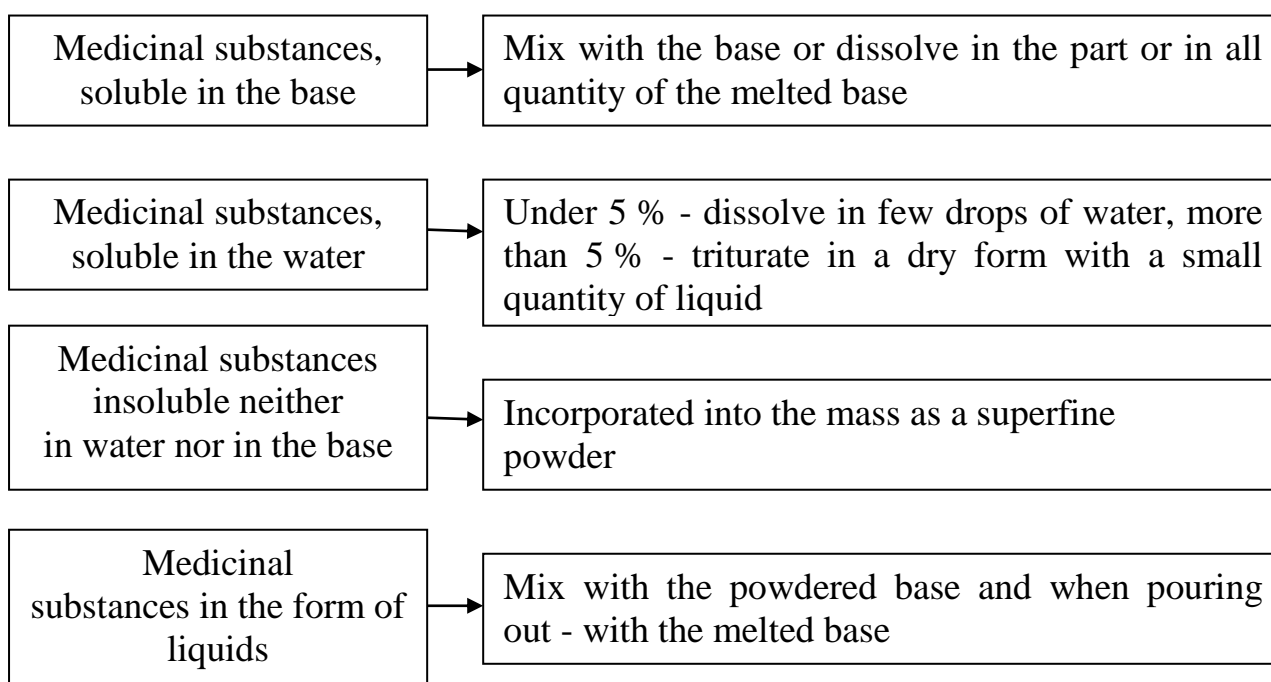 Medicinal substances,
soluble in the base
Mix with the base or dissolve in the part or in all
quantity of the melted base
Medicinal substances,
soluble in the water
Under 5 % - dissolve in few drops of water, more
than 5 % - triturate in a dry form with a small
quantity of liquid
Medicinal substances
insoluble neither
in water nor in the base
Incorporated into the mass as a superfine
powder
Medicinal
substances in the form of
liquids
Mix with the powdered base and when pouring
out - with the melted base